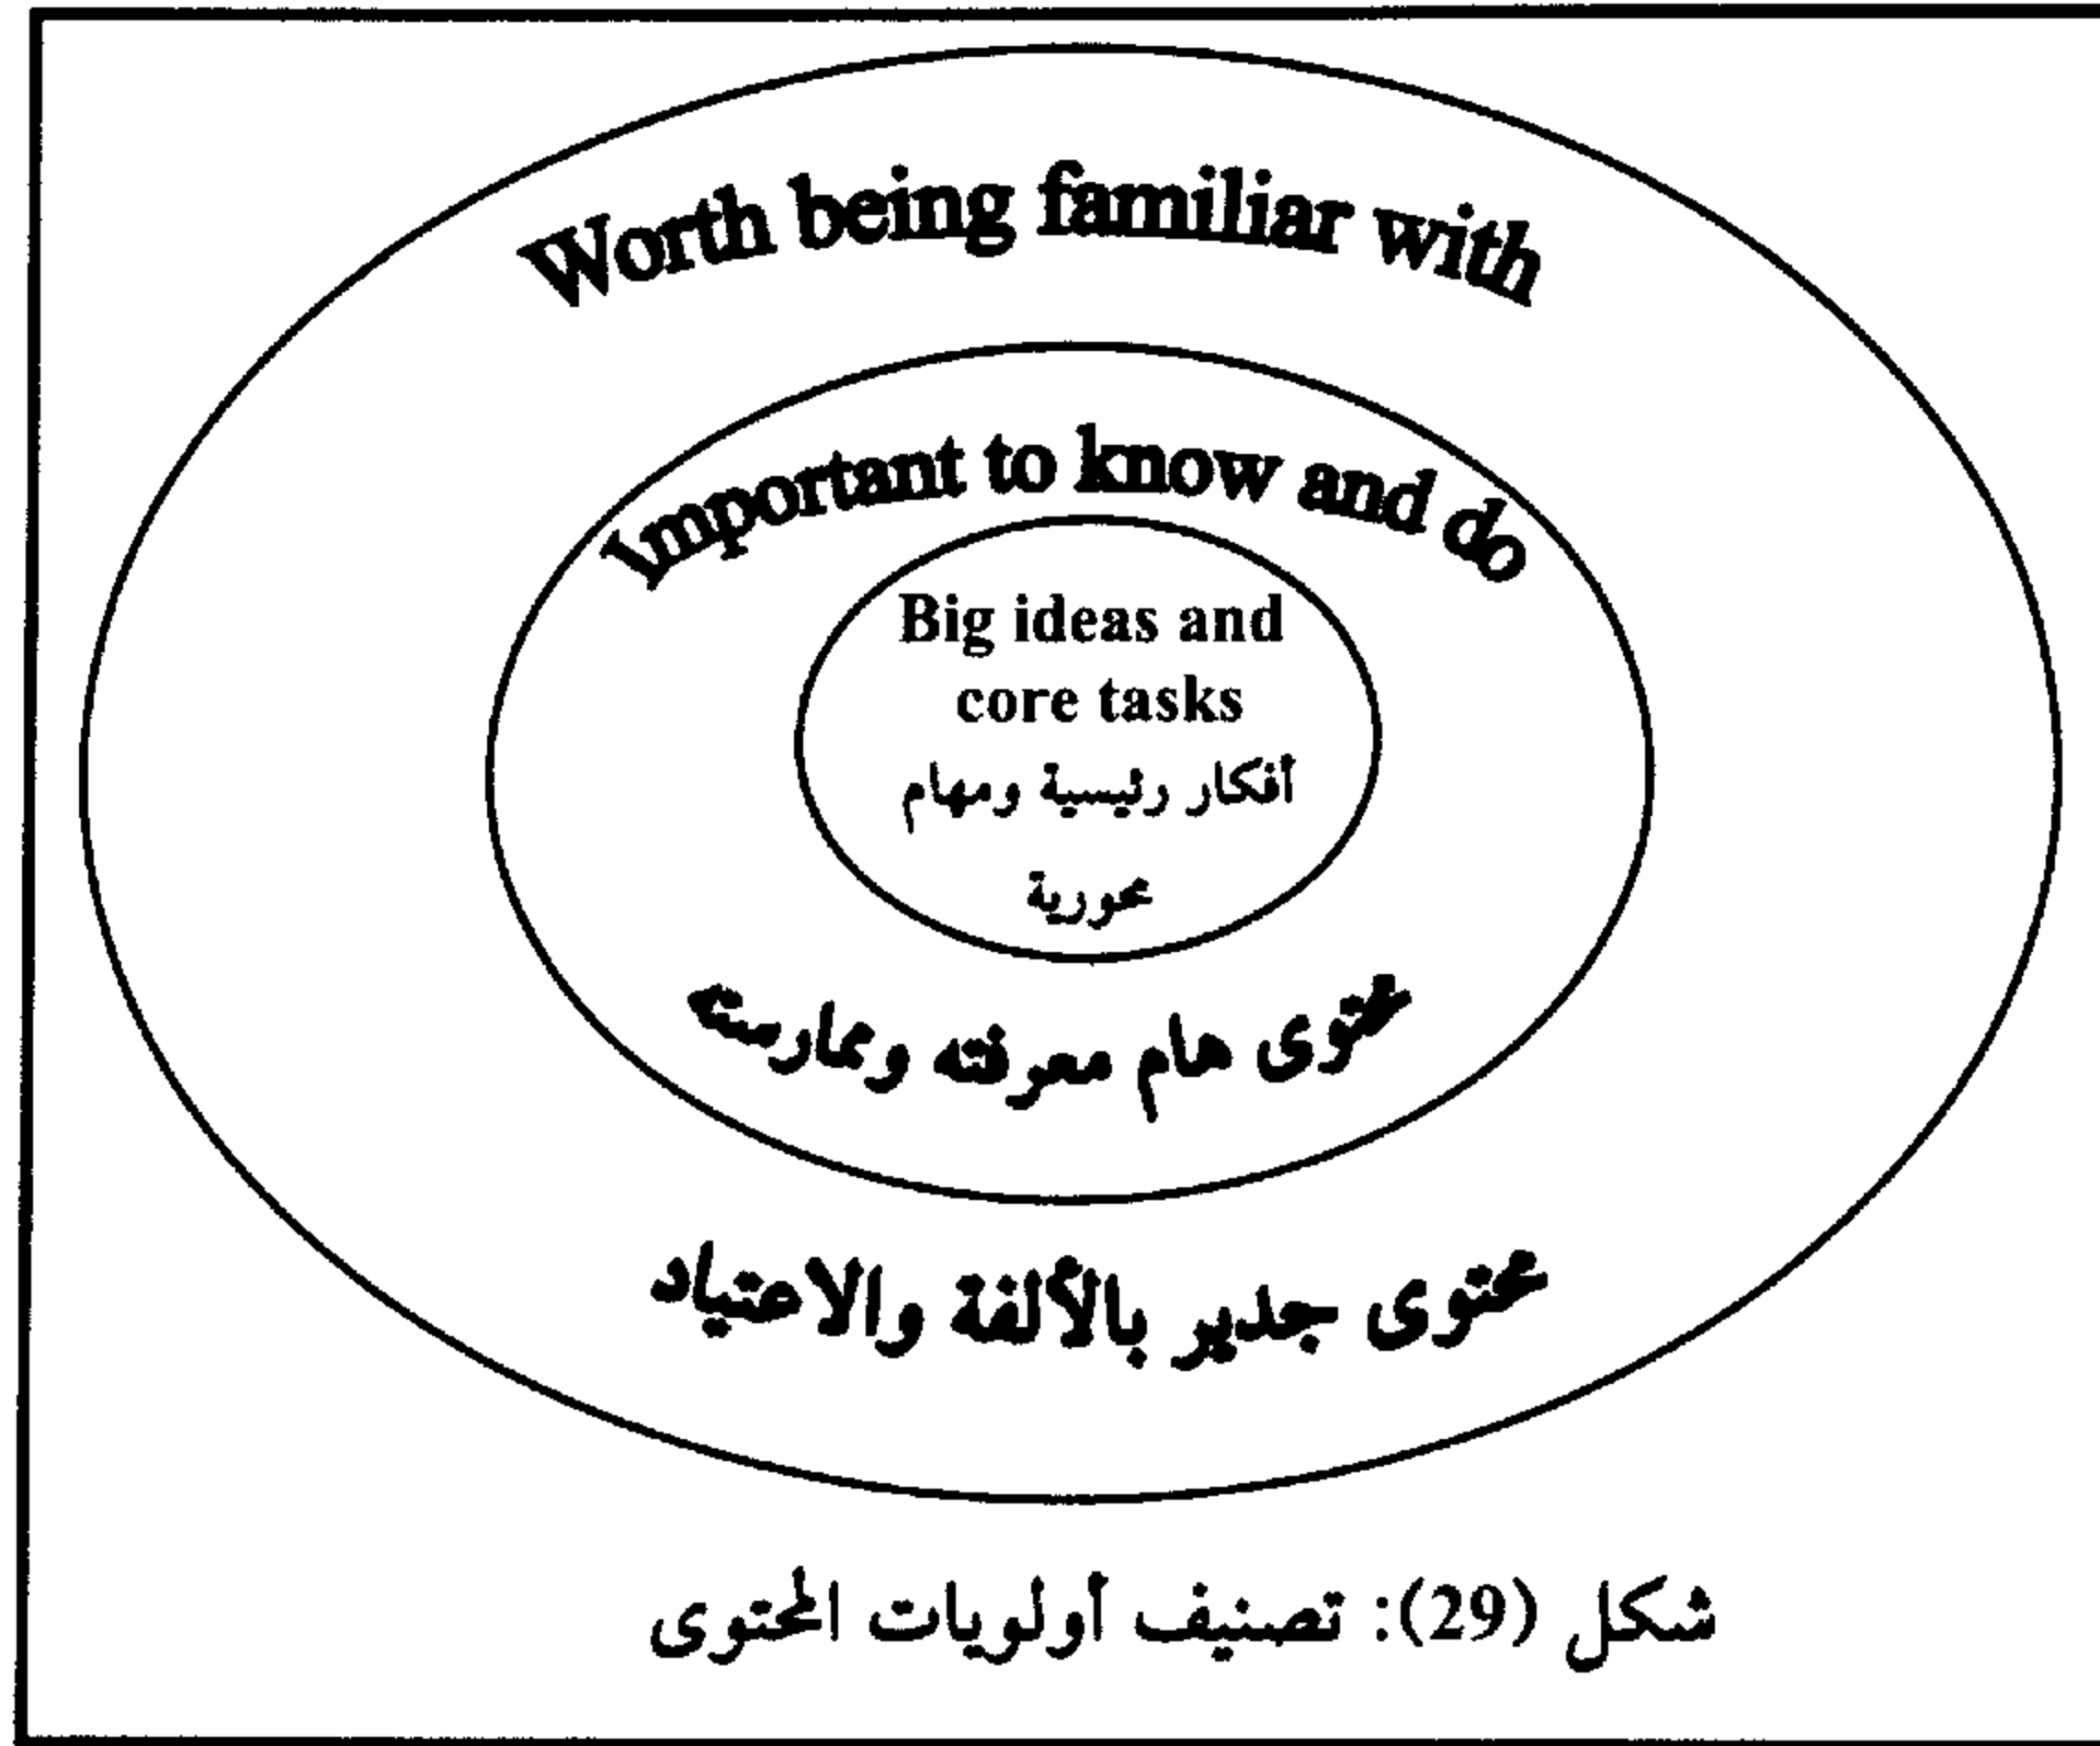 Worth being familiar with
Important to know and do
Big ideas and
core tasks
أفكار رئيسية ومهام
محورية
محتوى هام معرفته وممارسته
محتوى جدير بالألفة والاعتياد
شكل (29): تصنيف أولويات المحتوى